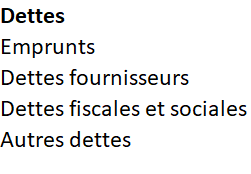 Dettes
Emprunts
Dettes fournisseurs
Dettes fiscales et sociales
Autres dettes